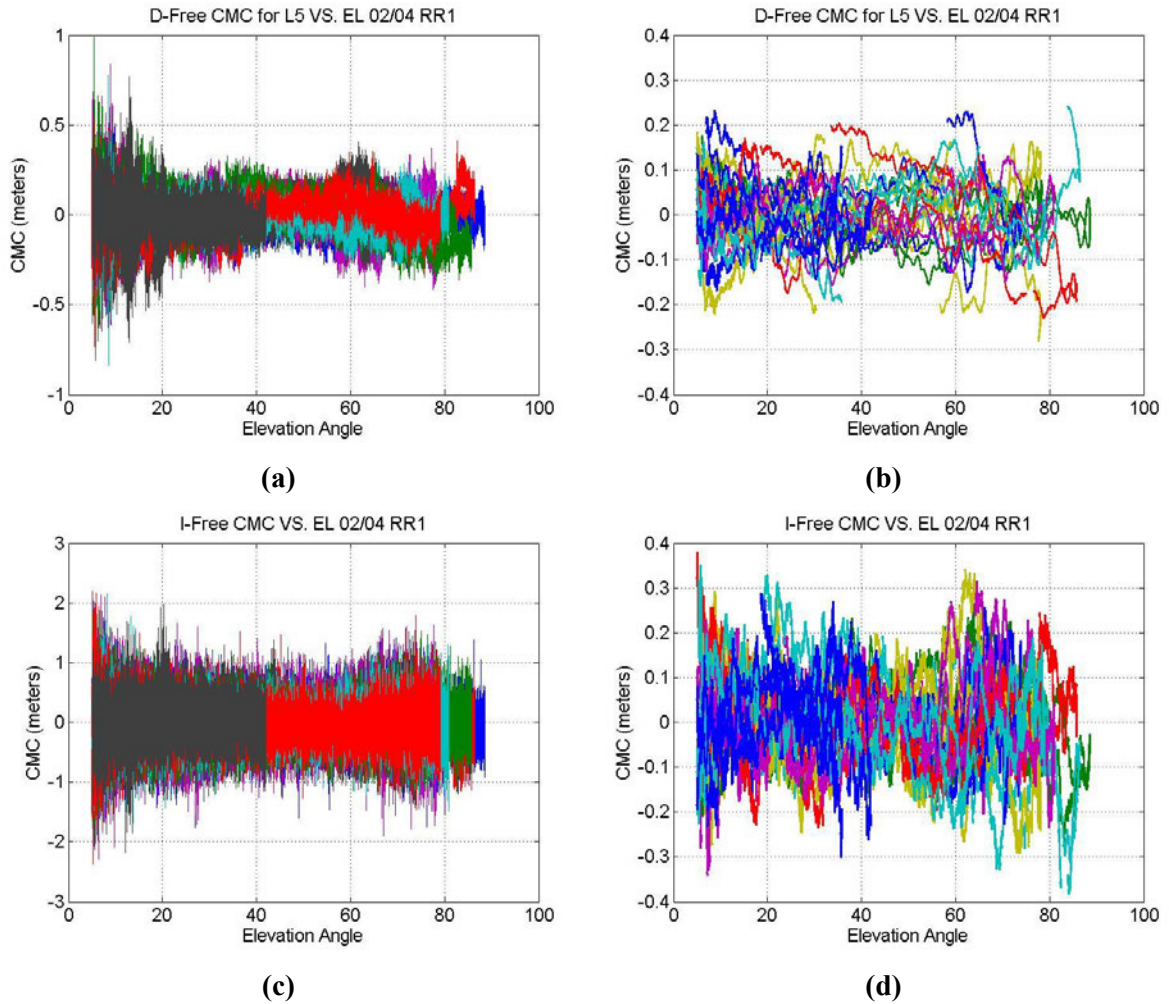 D-Free CMC for L5 VS. EL 02/04 RR1
1
0.5
0
-0.5
-1
CMC (meters)
0 20 40 60 80 100
Elevation Angle
(a)
D-Free CMC for L5 VS. EL 02/04 RR1
0.4
0.3
0.2
0.1
0
-0.1
-0.2
-0.3
-0.4
CMC (meters)
0 20 40 60 80 100
Elevation Angle
(b)
I-Free CMC VS. EL 02/04 RR1
3
2
1
0
-1
-2
-3
CMC (meters)
0 20 40 60 80 100
Elevation Angle
(c)
I-Free CMC VS. EL 02/04 RR1
0.4
0.3
0.2
0.1
0
-0.1
-0.2
-0.3
-0.4
CMC (meters)
0 20 40 60 80 100
Elevation Angle
(d)